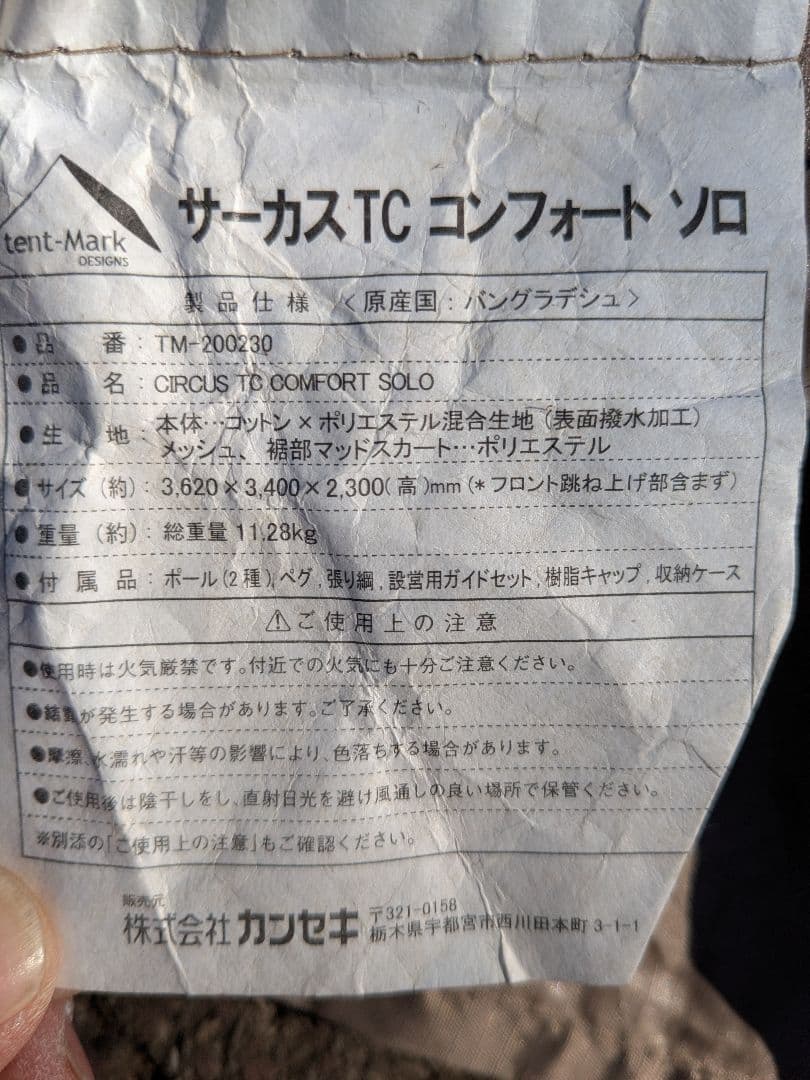 tent-Mark
DESIGNS
サーカスTC コンフォート ソロ
製品仕様 〈原産国：バングラデシュ〉
●品　番：TM-200230
●品　名：CIRCUS TC COMFORT SOLO
●生　地：本体…コットン×ポリエステル混合生地（表面撥水加工）
メッシュ、裾部マッドスカート…ポリエステル
●サイズ（約）：3,620×3,400×2,300(高)mm（*フロント跳ね上げ部含まず）
●重量（約）：総重量 11.28kg
●付属品：ポール(2種),ペグ,張り綱,設営用ガイドセット,樹脂キャップ,収納ケース
⚠ご使用上の注意
●使用時は火気厳禁です。付近での火気にも十分ご注意ください。
●結露が発生する場合があります。ご了承ください。
●摩擦、水濡れや汗等の影響により、色落ちする場合があります。
●ご使用後は陰干しをし、直射日光を避け風通しの良い場所で保管ください。
※別添の「ご使用上の注意」もご確認ください。
販売元
株式会社カンセキ
〒321-0158
栃木県宇都宮市西川田本町 3-1-1